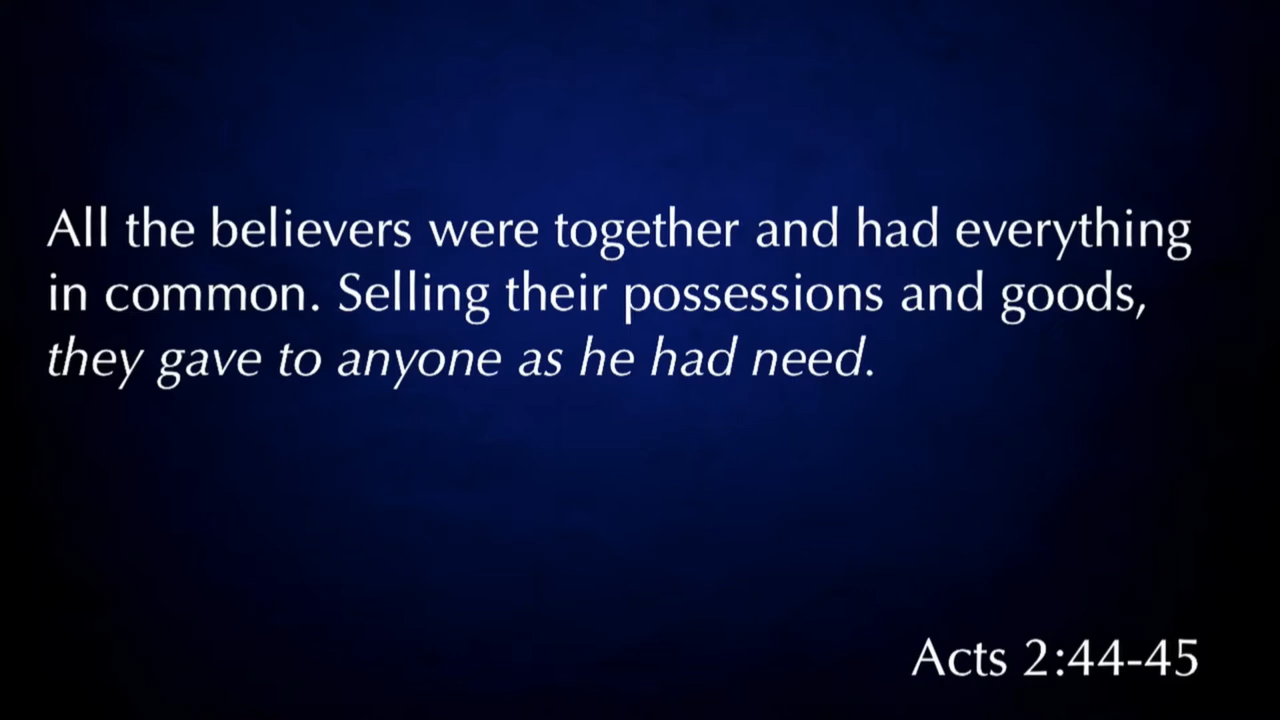 All the believers were together and had everything
in common. Selling their possessions and goods,
they gave to anyone as he had need.
Acts 2:44-45